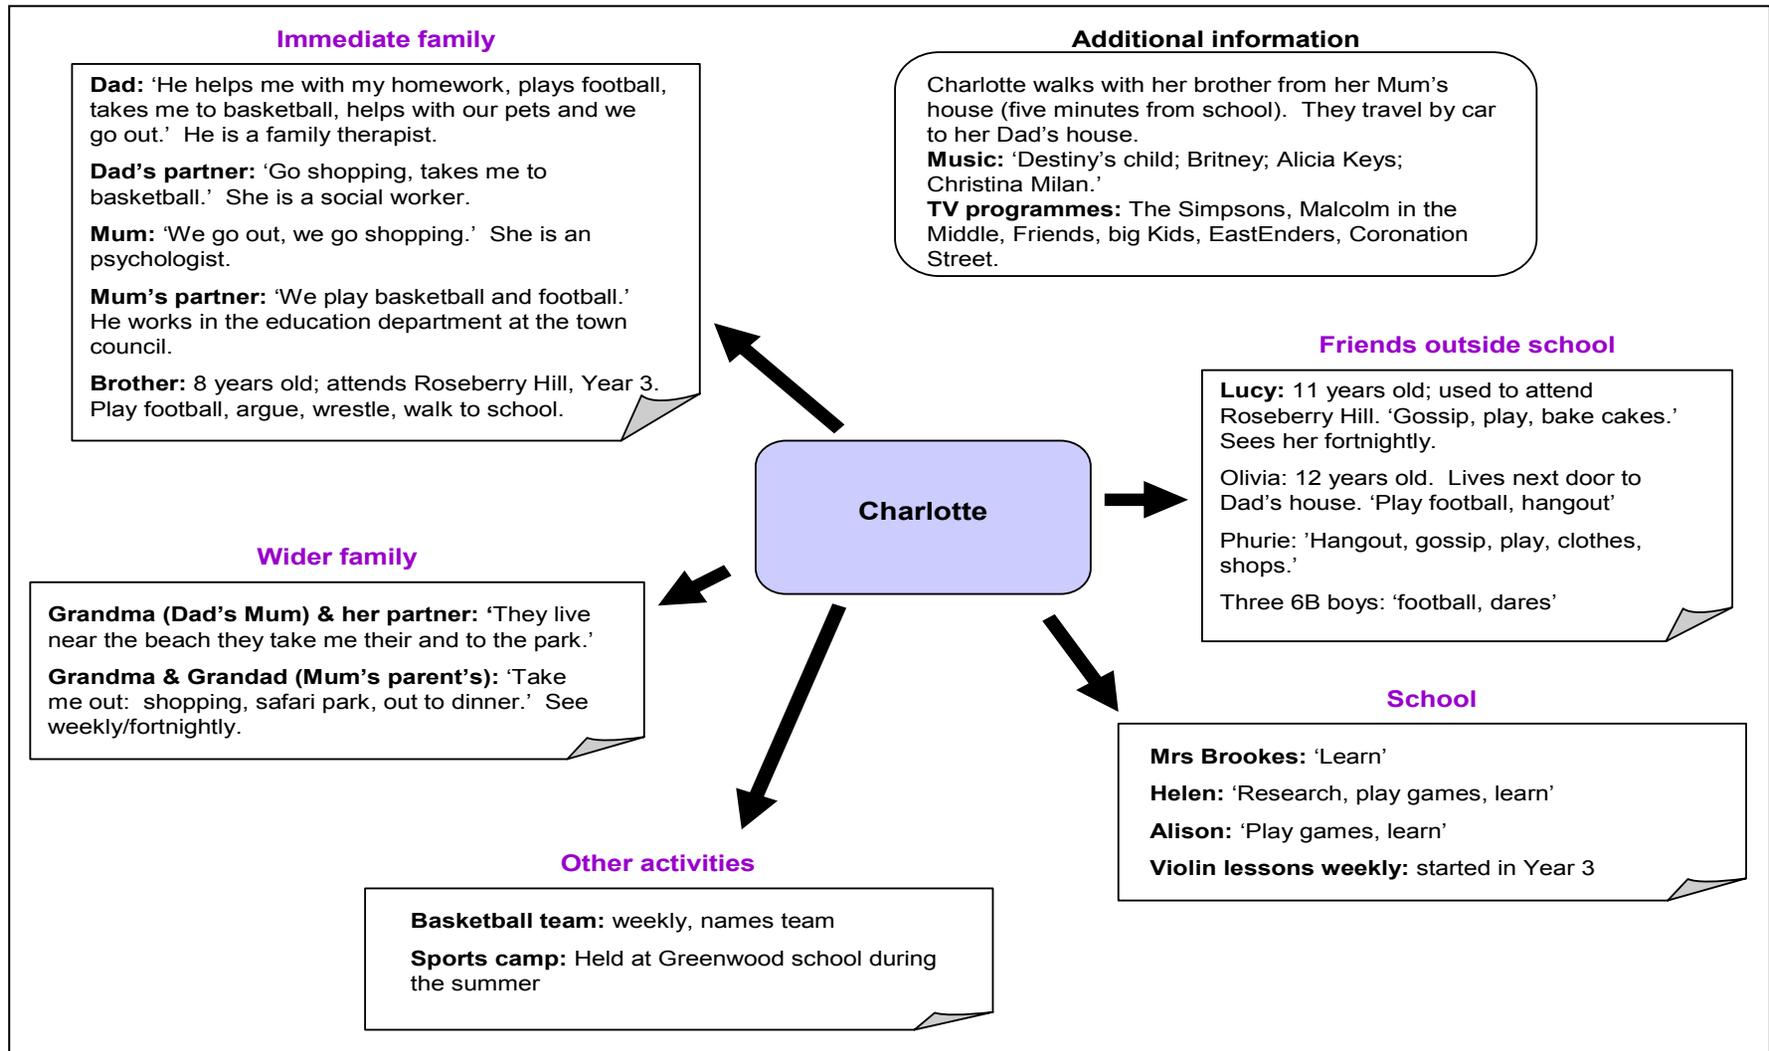 Immediate family
Dad: ‘He helps me with my homework, plays football,
takes me to basketball, helps with our pets and we
go out.’ He is a family therapist.
Dad’s partner: ‘Go shopping, takes me to
basketball.’ She is a social worker.
Mum: ‘We go out, we go shopping.’ She is an
psychologist.
Mum’s partner: ‘We play basketball and football.’
He works in the education department at the town
council.
Brother: 8 years old; attends Roseberry Hill, Year 3.
Play football, argue, wrestle, walk to school.
Additional information
Charlotte walks with her brother from her Mum’s
house (five minutes from school). They travel by car
to her Dad’s house.
Music: ‘Destiny’s child; Britney; Alicia Keys;
Christina Milan.’
TV programmes: The Simpsons, Malcolm in the
Middle, Friends, big Kids, EastEnders, Coronation
Street.
Friends outside school
Lucy: 11 years old; used to attend
Roseberry Hill. ‘Gossip, play, bake cakes.’
Sees her fortnightly.
Olivia: 12 years old. Lives next door to
Dad’s house. ‘Play football, hangout’
Phurie: ’Hangout, gossip, play, clothes,
shops.’
Three 6B boys: ‘football, dares’
Charlotte
Wider family
Grandma (Dad’s Mum) & her partner: ‘They live
near the beach they take me their and to the park.’
Grandma & Grandad (Mum’s parent’s): ‘Take
me out: shopping, safari park, out to dinner.’ See
weekly/fortnightly.
School
Mrs Brookes: ‘Learn’
Helen: ‘Research, play games, learn’
Alison: ‘Play games, learn’
Violin lessons weekly: started in Year 3
Other activities
Basketball team: weekly, names team
Sports camp: Held at Greenwood school during
the summer